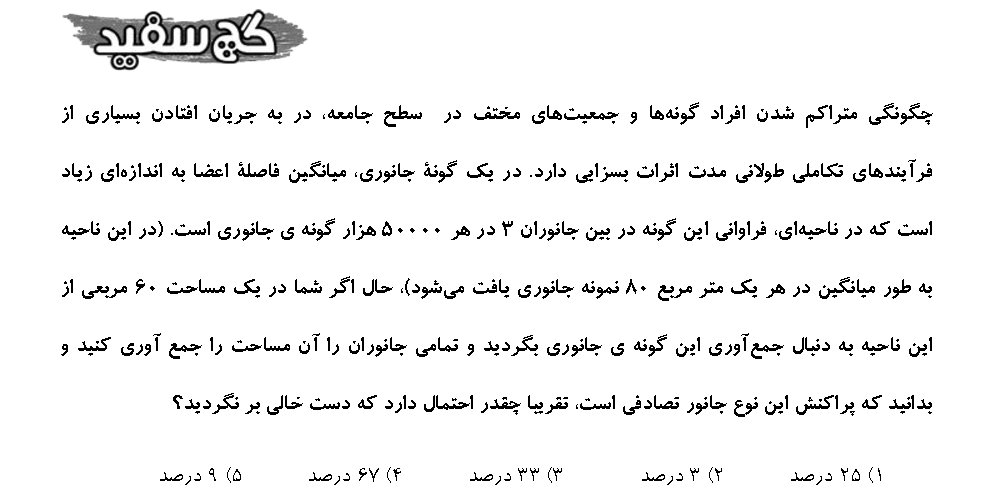 گچ سفید
چگونگی متراکم شدن افراد گونه‌ها و جمعیت‌های مختف در سطح جامعه، در به جریان افتادن بسیاری از
فرآیندهای تکاملی طولانی مدت اثرات بسزایی دارد. در یک گونهٔ جانوری، میانگین فاصلهٔ اعضا به اندازه‌ای زیاد
است که در ناحیه‌ای، فراوانی این گونه در بین جانوران ۳ در هر ۵۰۰۰۰ هزار گونه ی جانوری است. (در این ناحیه
به طور میانگین در هر یک متر مربع ۸۰ نمونه جانوری یافت می‌شود)، حال اگر شما در یک مساحت ۶۰ مربعی از
این ناحیه به دنبال جمع‌آوری این گونه ی جانوری بگردید و تمامی جانوران را آن مساحت را جمع آوری کنید و
بدانید که پراکنش این نوع جانور تصادفی است، تقریبا چقدر احتمال دارد که دست خالی بر نگردید؟
۱) ۲۵ درصد ۲) ۳ درصد ۳) ۳۳ درصد ۴) ۶۷ درصد ۵) ۹ درصد